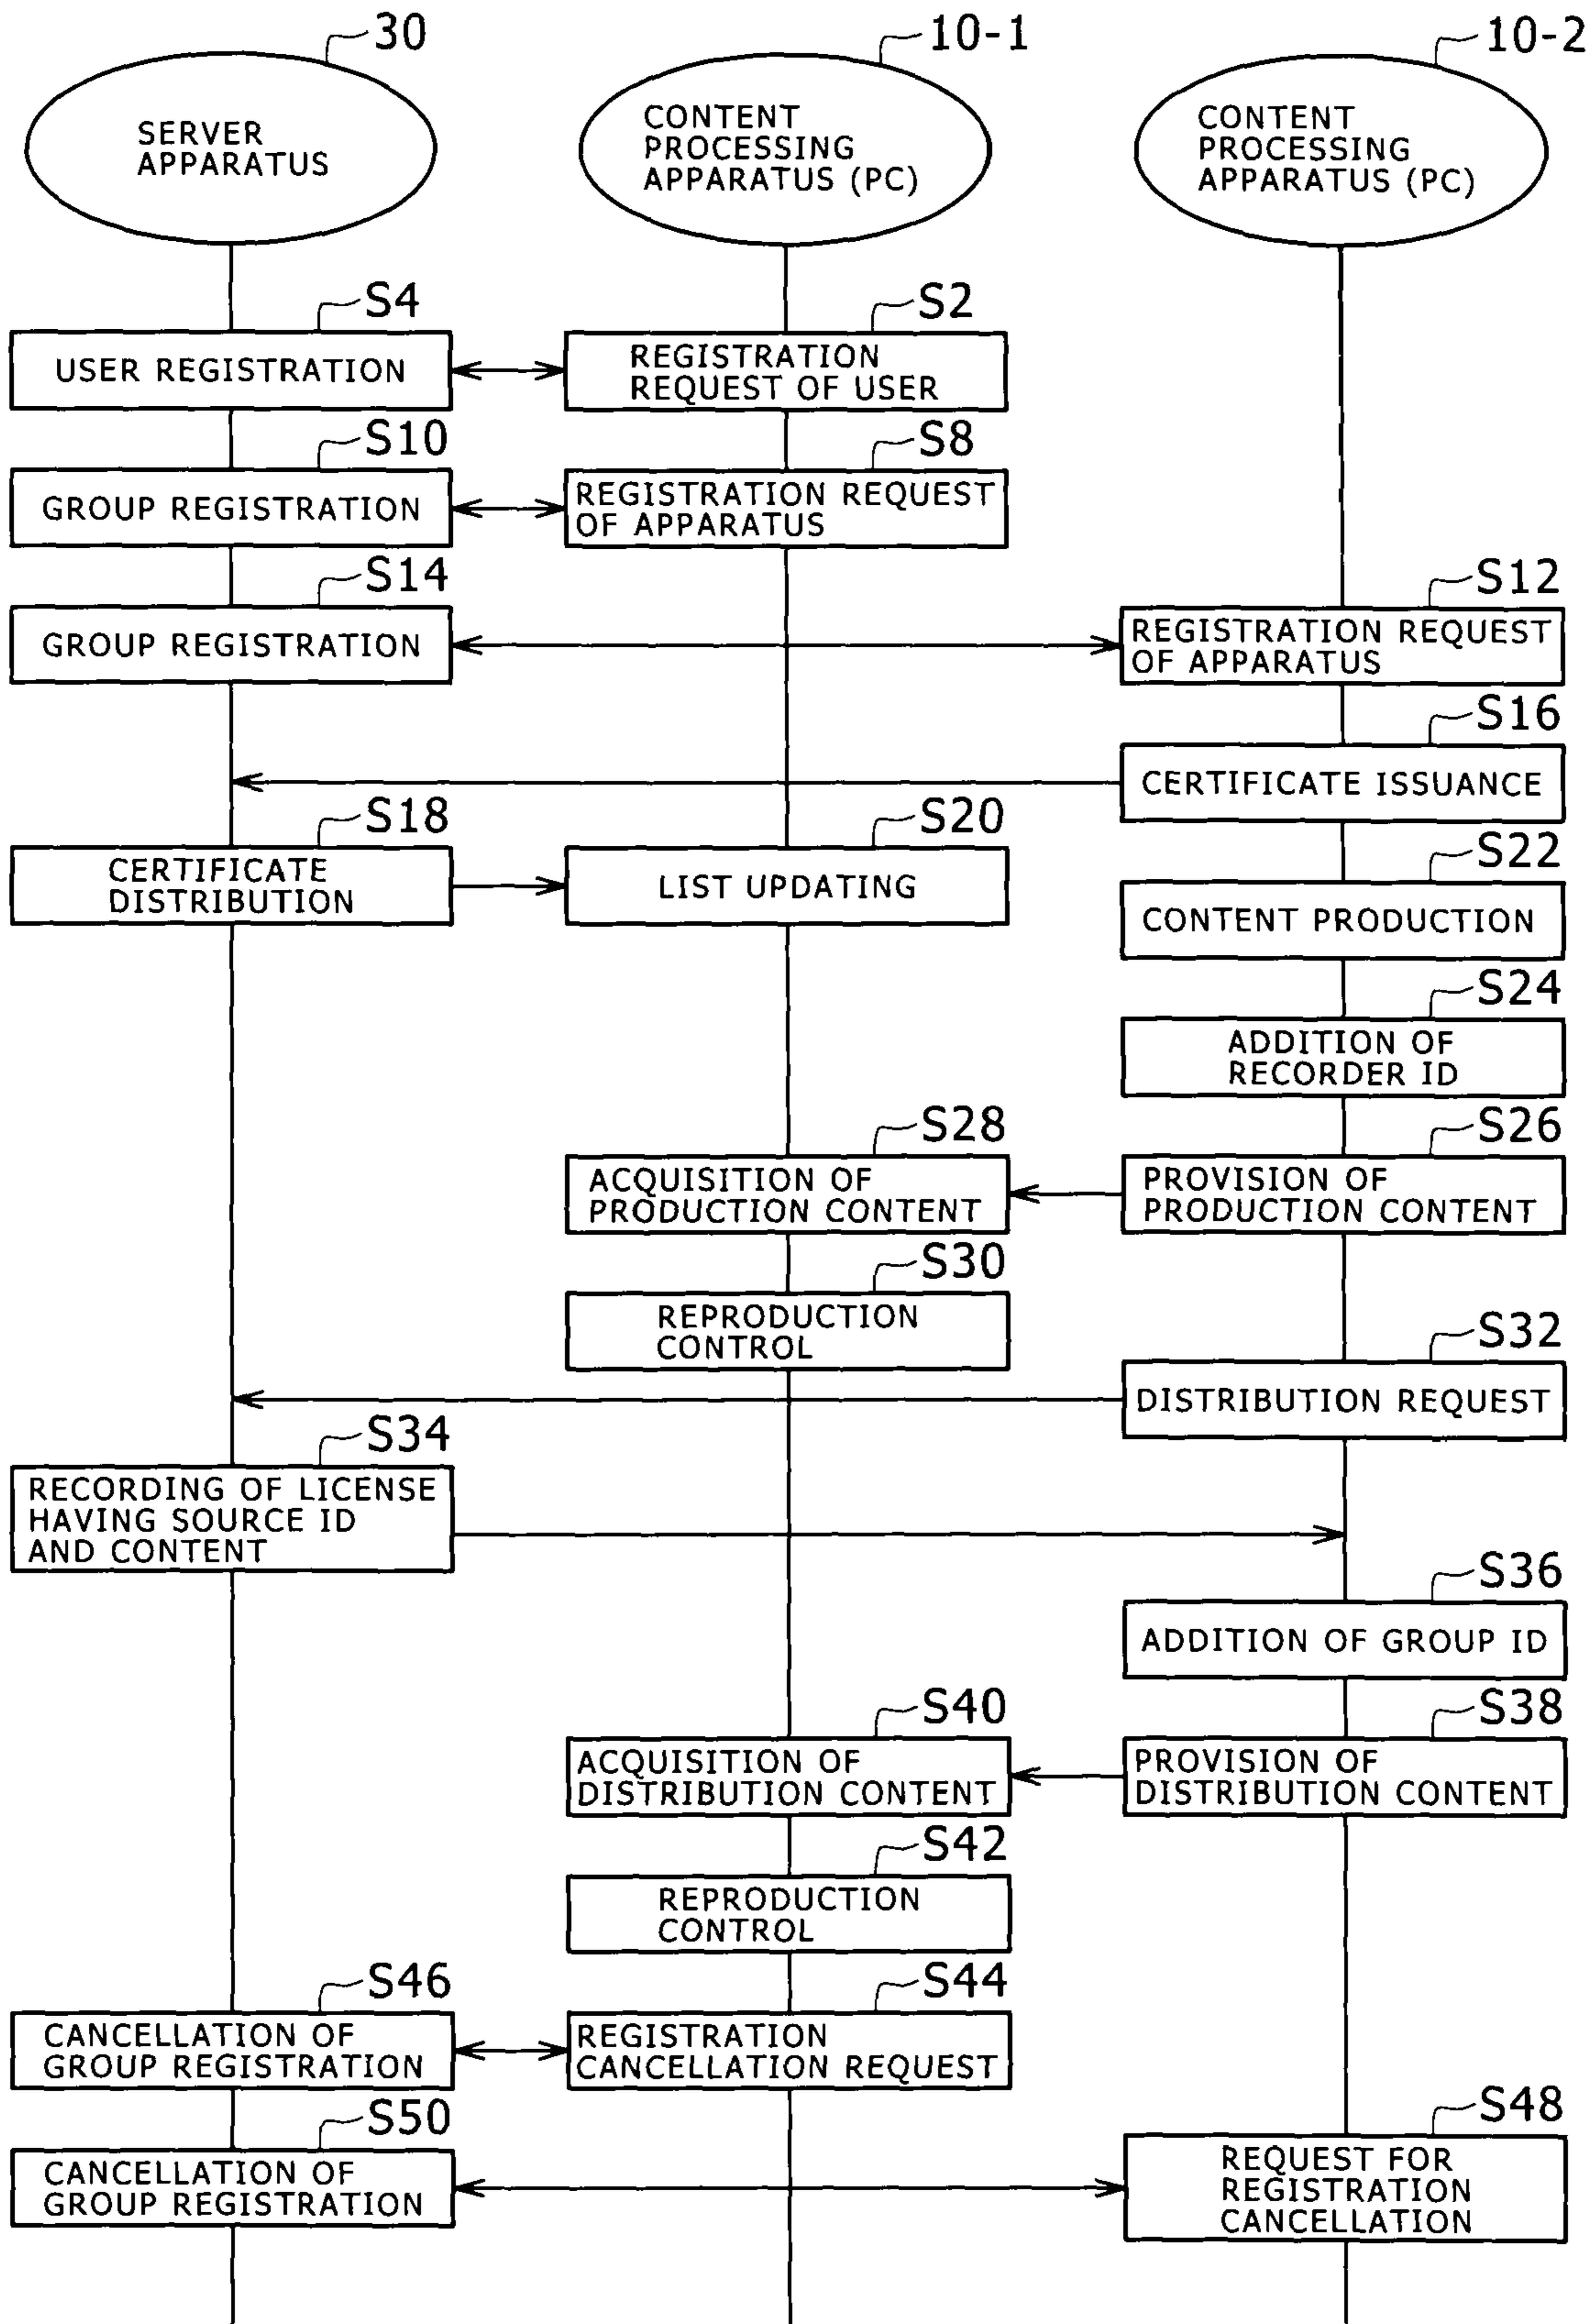 30
10-1
10-2
SERVER
APPARATUS
CONTENT
PROCESSING
APPARATUS (PC)
CONTENT
PROCESSING
APPARATUS (PC)
S4
USER REGISTRATION
S2
REGISTRATION
REQUEST OF USER
S10
GROUP REGISTRATION
S8
REGISTRATION REQUEST
OF APPARATUS
S14
GROUP REGISTRATION
S12
REGISTRATION REQUEST
OF APPARATUS
S16
CERTIFICATE ISSUANCE
S18
CERTIFICATE
DISTRIBUTION
S20
LIST UPDATING
S22
CONTENT PRODUCTION
S24
ADDITION OF
RECORDER ID
S28
ACQUISITION OF
PRODUCTION CONTENT
S26
PROVISION OF
PRODUCTION CONTENT
S30
REPRODUCTION
CONTROL
S32
DISTRIBUTION REQUEST
S34
RECORDING OF LICENSE
HAVING SOURCE ID
AND CONTENT
S36
ADDITION OF GROUP ID
S40
ACQUISITION OF
DISTRIBUTION CONTENT
S38
PROVISION OF
DISTRIBUTION CONTENT
S42
REPRODUCTION
CONTROL
S46
CANCELLATION OF
GROUP REGISTRATION
S44
REGISTRATION
CANCELLATION REQUEST
S50
CANCELLATION OF
GROUP REGISTRATION
S48
REQUEST FOR
REGISTRATION
CANCELLATION